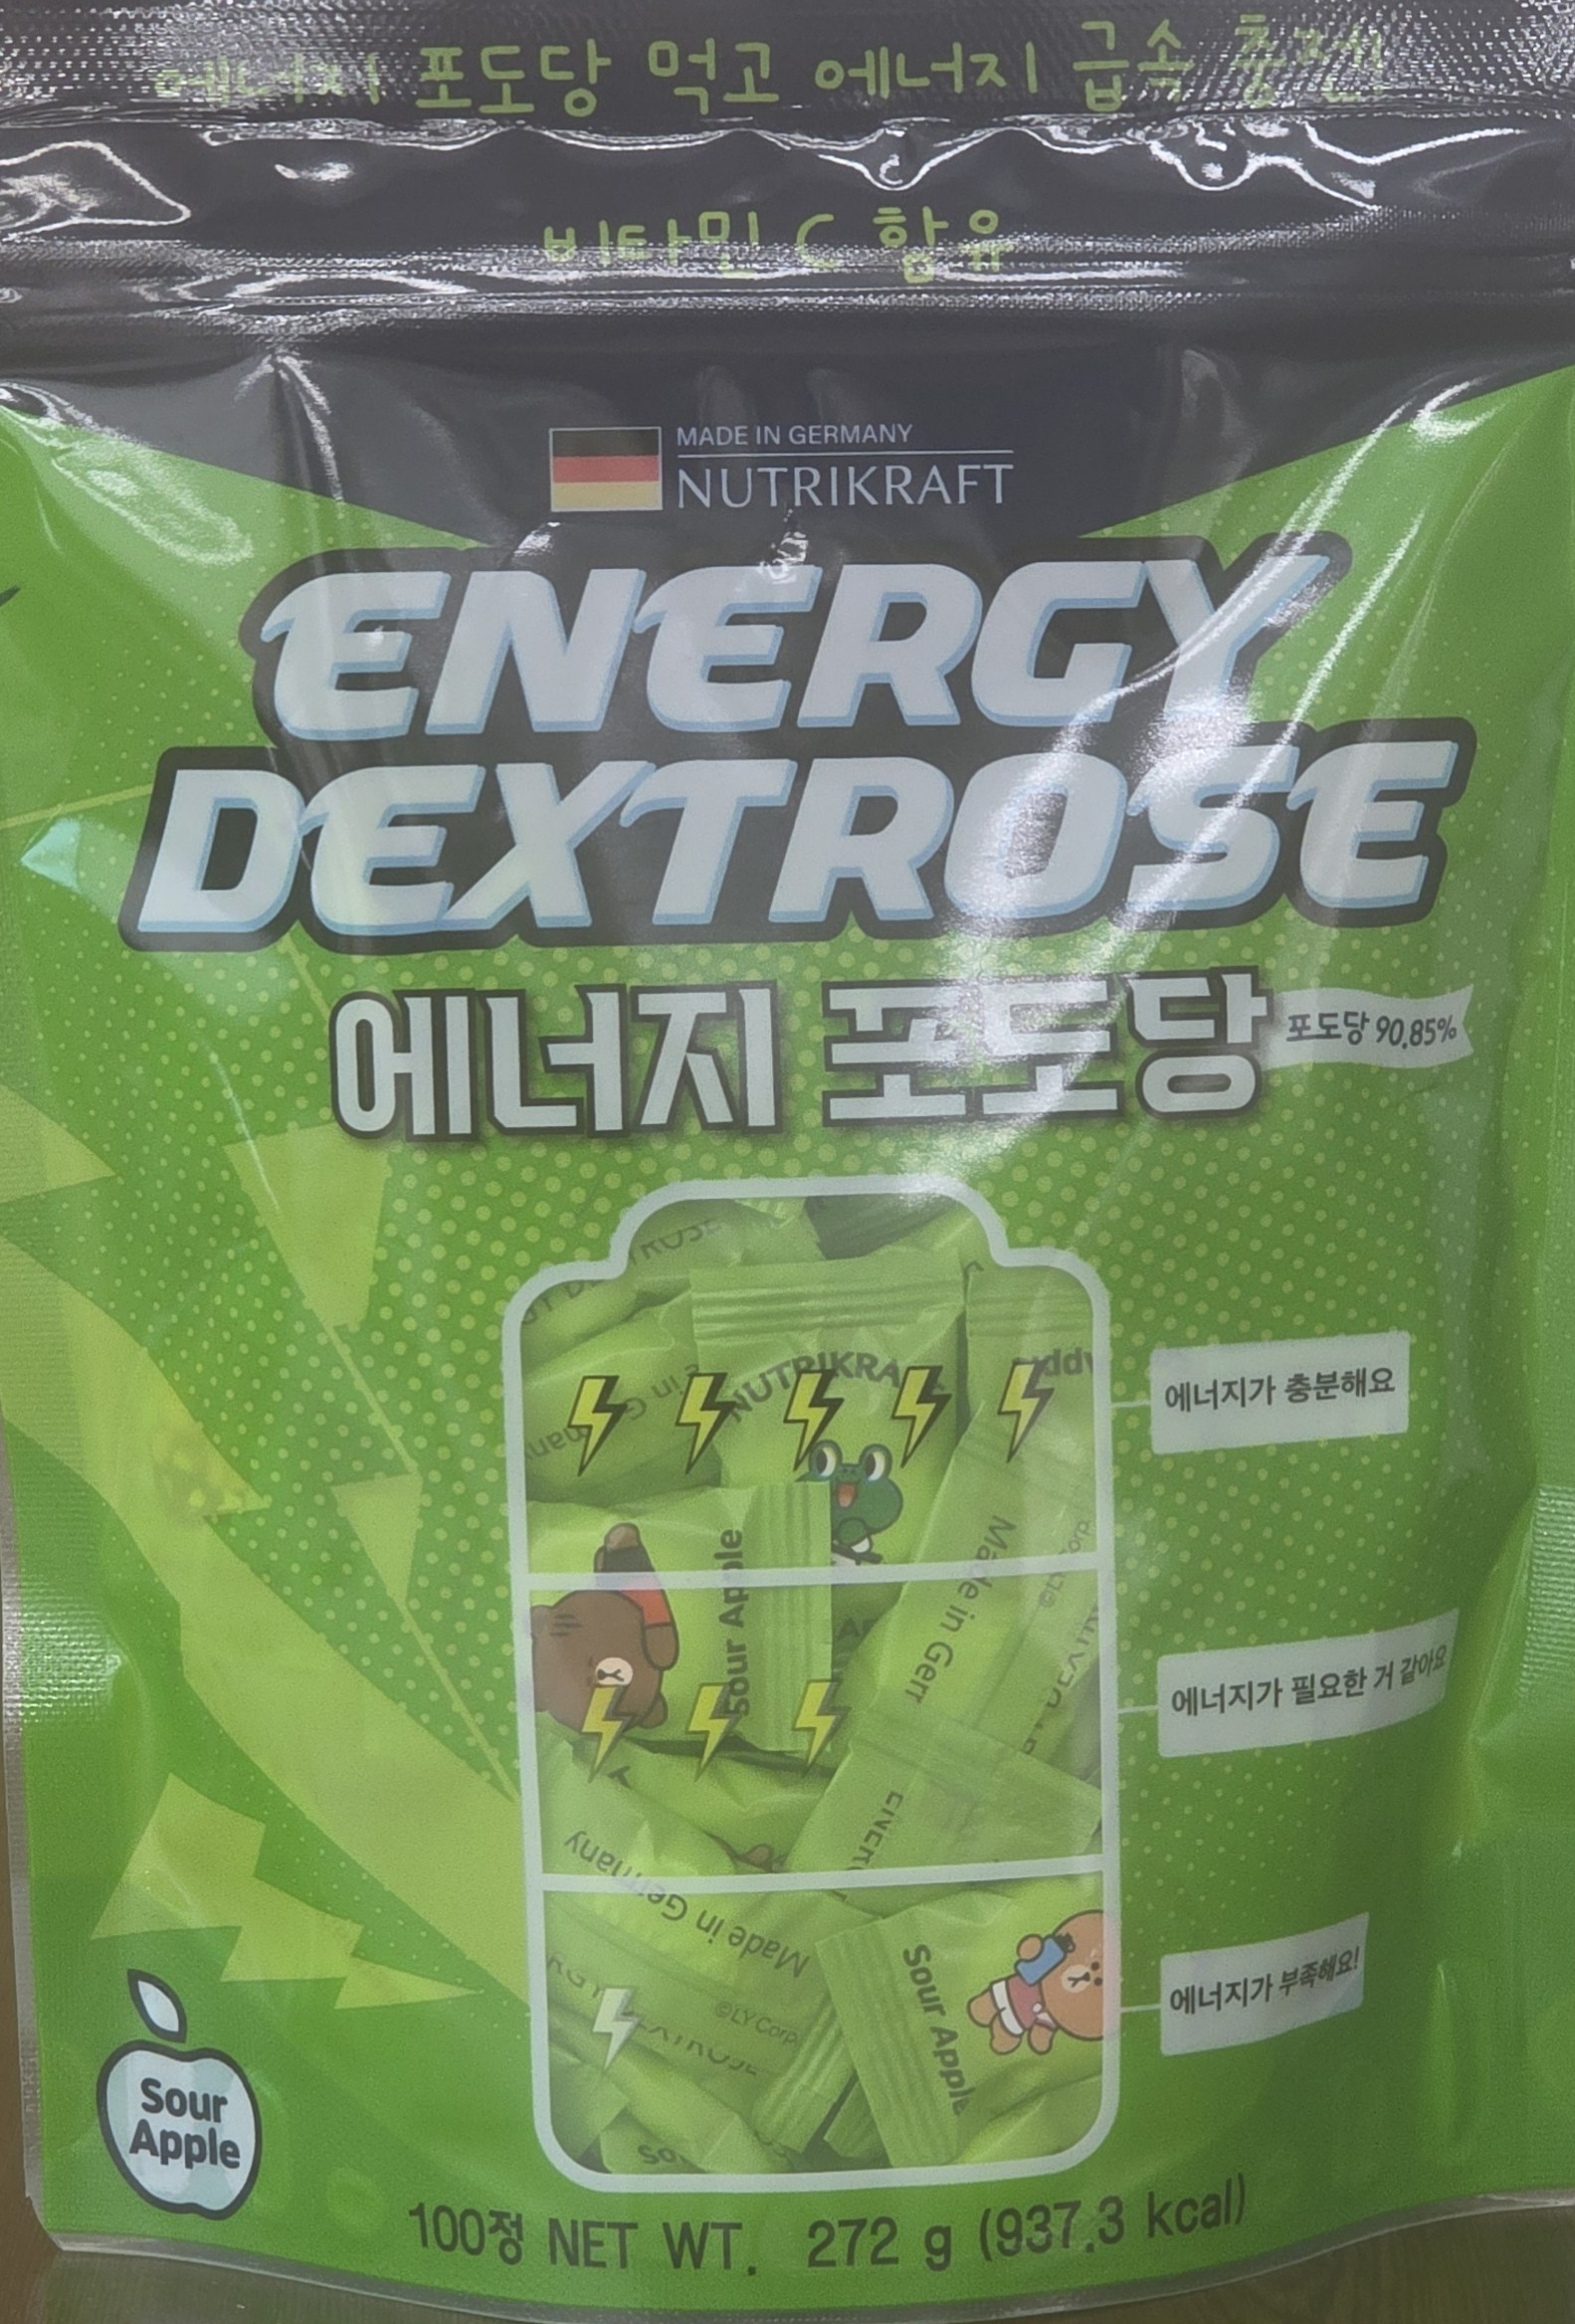 에너지 포도당 먹고 에너지 급속 충전!
비타민 C 함유
MADE IN GERMANY
NUTRIKRAFT
ENERGY
DEXTROSE
에너지 포도당
포도당 90.85%
NUTRIKRA
에너지가 충분해요
Sour Apple
Made in Ger
에너지가 필요한 거 같아요
Made in Germany
©LY Corp.
Sour Apple
에너지가 부족해요!
Sour
Apple
100정 NET WT. 272 g (937.3 kcal)